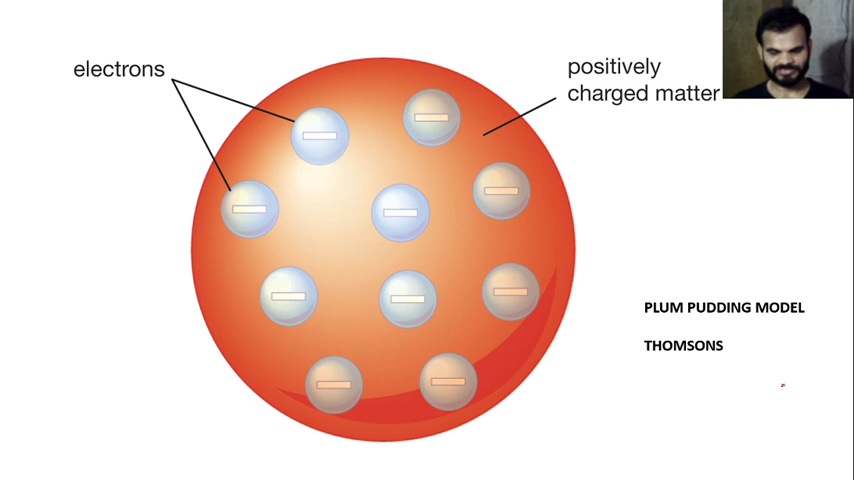 electrons
positively
charged matter
PLUM PUDDING MODEL
THOMSONS